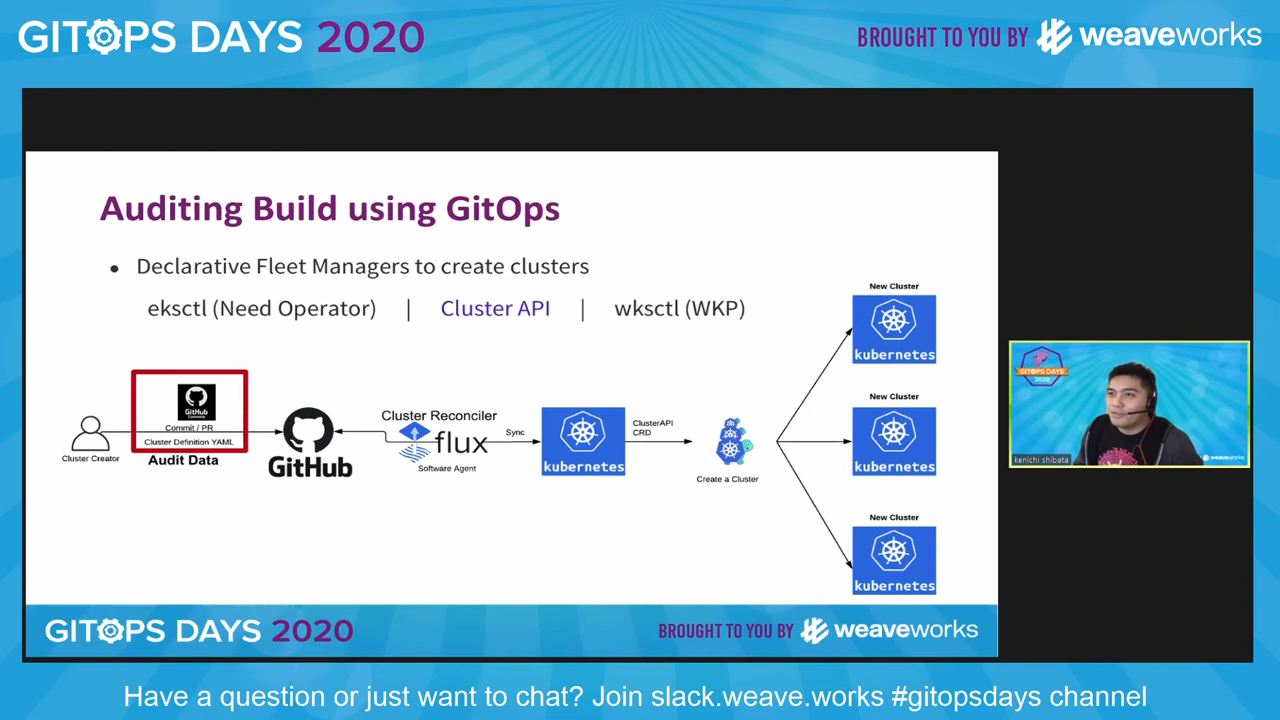 GITOPS DAYS 2020
BROUGHT TO YOU BY weaveworks
Auditing Build using GitOps
• Declarative Fleet Managers to create clusters
eksctl (Need Operator) | Cluster API | wksctl (WKP)
GitHub
Commit / PR
Cluster Definition YAML
Audit Data
Cluster Creator
GitHub
Cluster Reconciler
flux
Software Agent
Sync
kubernetes
ClusterAPI
CRD
Create a Cluster
New Cluster
kubernetes
New Cluster
kubernetes
New Cluster
kubernetes
GITOPS DAYS
2020
kenichi shibata
weaveworks
GITOPS DAYS 2020
BROUGHT TO YOU BY weaveworks
Have a question or just want to chat? Join slack.weave.works #gitopsdays channel